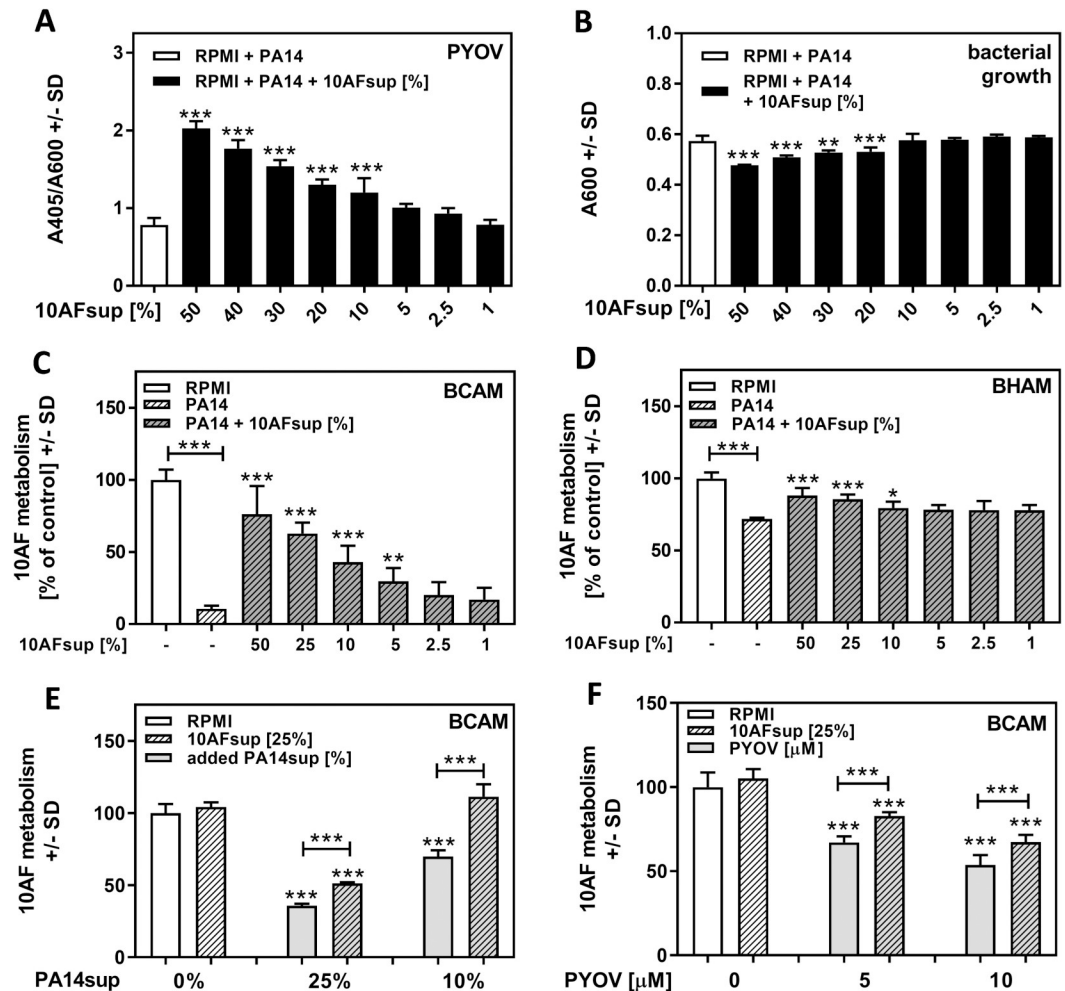 A
PYOV
RPMI + PA14
RPMI + PA14 + 10AFsup [%]
A405/A600 +/- SD
3
2
1
0
10AFsup [%]
50 40 30 20 10 5 2.5 1
*** *** *** *** ***
B
bacterial
growth
RPMI + PA14
RPMI + PA14
+ 10AFsup [%]
A600 +/- SD
1.0
0.8
0.6
0.4
0.2
0.0
*** *** ** ***
10AFsup [%]
50 40 30 20 10 5 2.5 1
C
BCAM
RPMI
PA14
PA14 + 10AFsup [%]
10AF metabolism
[% of control] +/- SD
150
100
50
0
*** *** *** *** **
10AFsup [%]
- - 50 25 10 5 2.5 1
D
BHAM
RPMI
PA14
PA14 + 10AFsup [%]
10AF metabolism
[% of control] +/- SD
150
100
50
0
*** *** *** *
10AFsup [%]
- - 50 25 10 5 2.5 1
E
BCAM
RPMI
10AFsup [25%]
added PA14sup [%]
10AF metabolism
+/- SD
150
100
50
0
*** ***
*** *** ***
PA14sup 0% 25% 10%
F
BCAM
RPMI
10AFsup [25%]
PYOV [µM]
10AF metabolism
+/- SD
150
100
50
0
*** ***
*** *** *** ***
PYOV [µM] 0 5 10